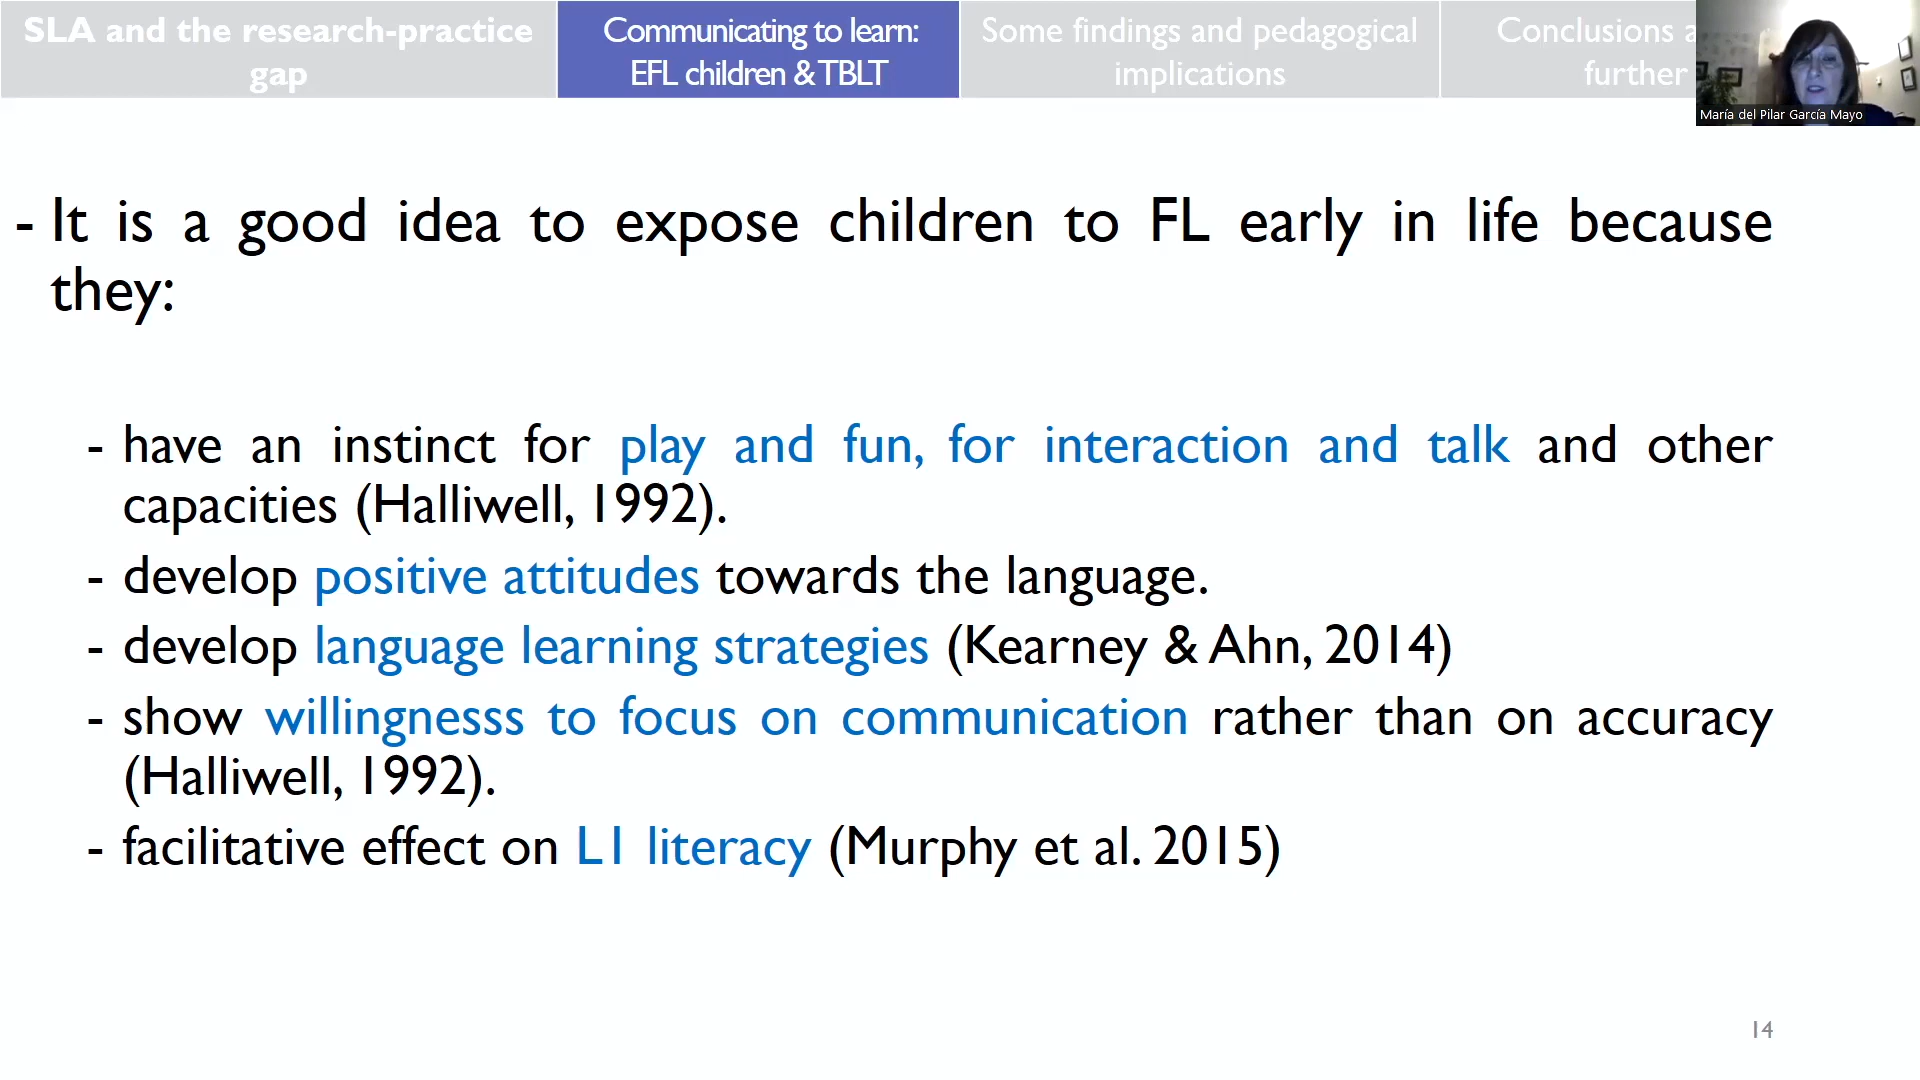 SLA and the research-practice
gap
Communicating to learn:
EFL children & TBLT
Some findings and pedagogical
implications
Conclusions a
further
María del Pilar García Mayo
- It is a good idea to expose children to FL early in life because
they:
- have an instinct for play and fun, for interaction and talk and other
capacities (Halliwell, 1992).
- develop positive attitudes towards the language.
- develop language learning strategies (Kearney & Ahn, 2014)
- show willingnesss to focus on communication rather than on accuracy
(Halliwell, 1992).
- facilitative effect on L1 literacy (Murphy et al. 2015)
14